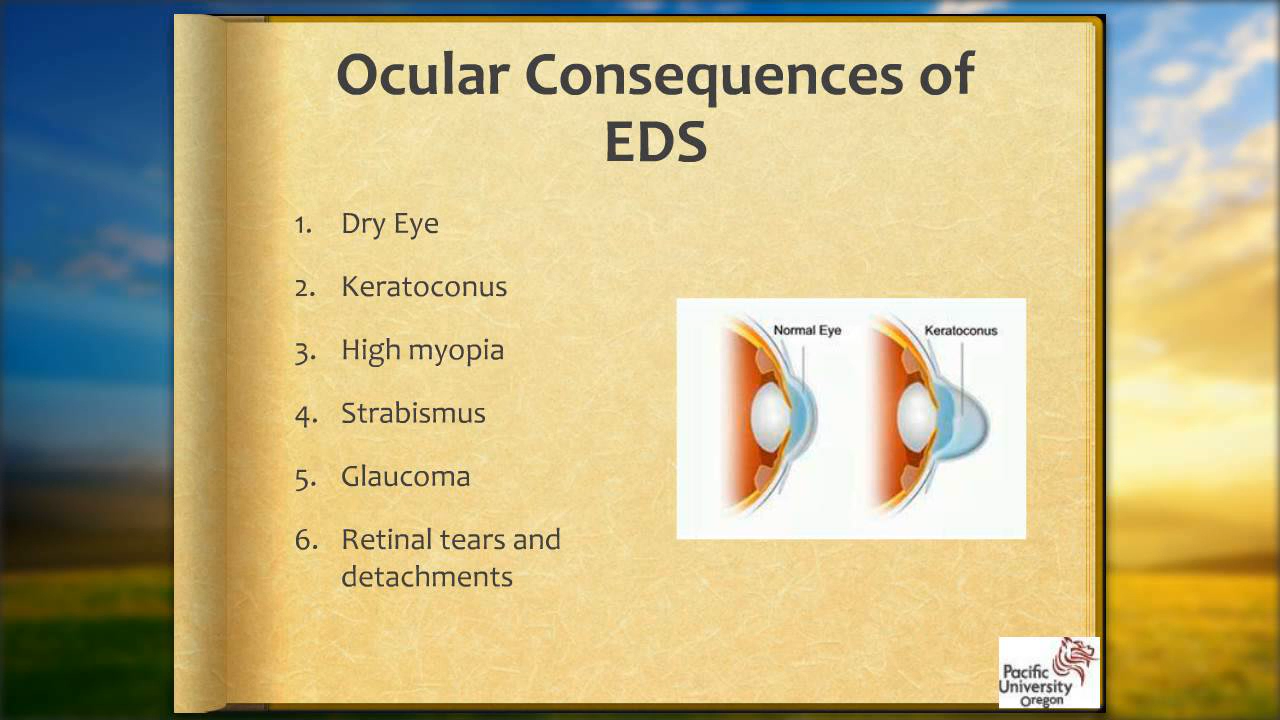 Ocular Consequences of
EDS
1. Dry Eye
2. Keratoconus
3. High myopia
4. Strabismus
5. Glaucoma
6. Retinal tears and
detachments
Normal Eye
Keratoconus
Pacific
University
Oregon